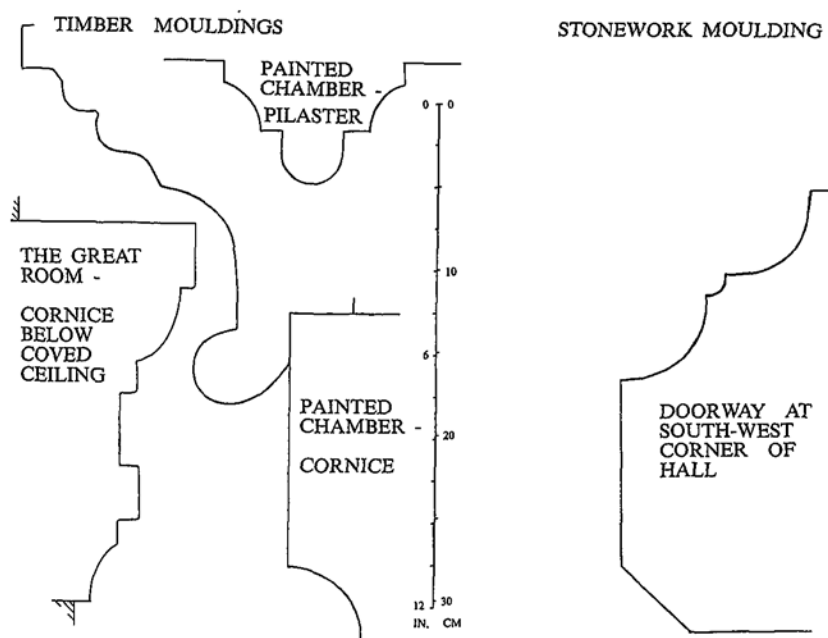 TIMBER MOULDINGS
STONEWORK MOULDING
PAINTED
CHAMBER -
PILASTER
THE GREAT
ROOM -
CORNICE
BELOW
COVED
CEILING
PAINTED
CHAMBER -
CORNICE
0 0
10
6
20
12 30
IN. CM
DOORWAY AT
SOUTH-WEST
CORNER OF
HALL